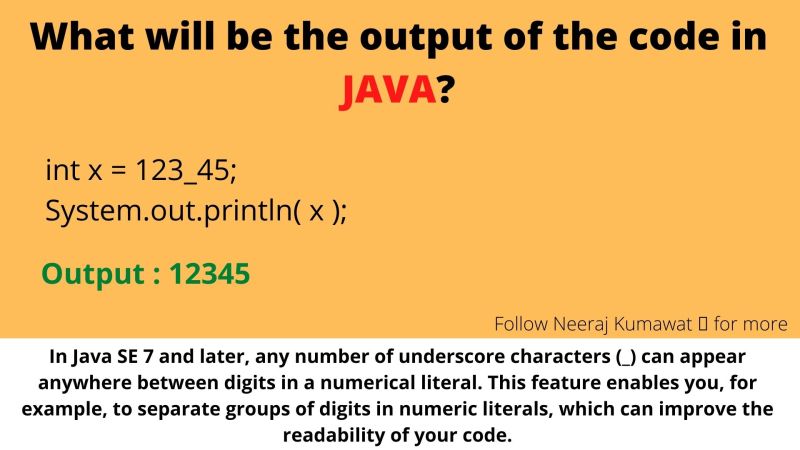 What will be the output of the code in
JAVA?
int x = 123_45;
System.out.println( x );
Output : 12345
Follow Neeraj Kumawat 􀀀 for more
In Java SE 7 and later, any number of underscore characters (_) can appear
anywhere between digits in a numerical literal. This feature enables you, for
example, to separate groups of digits in numeric literals, which can improve the
readability of your code.